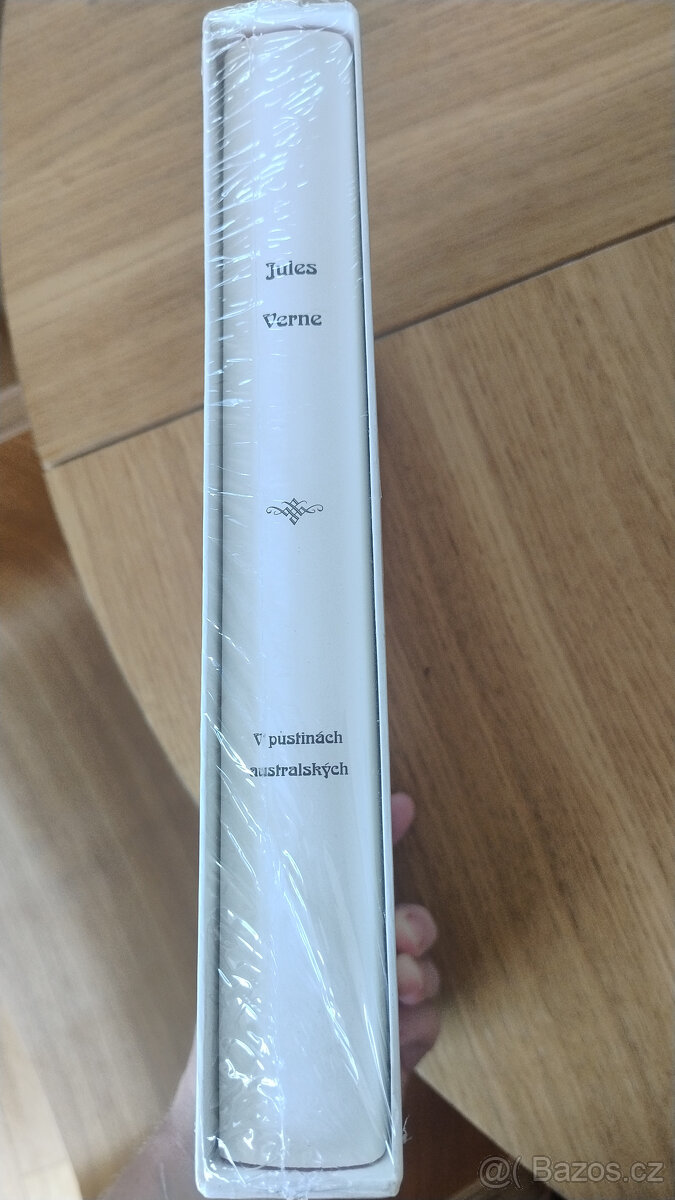 Jules
Verne
V pustinách
australských
@( Bazos.cz